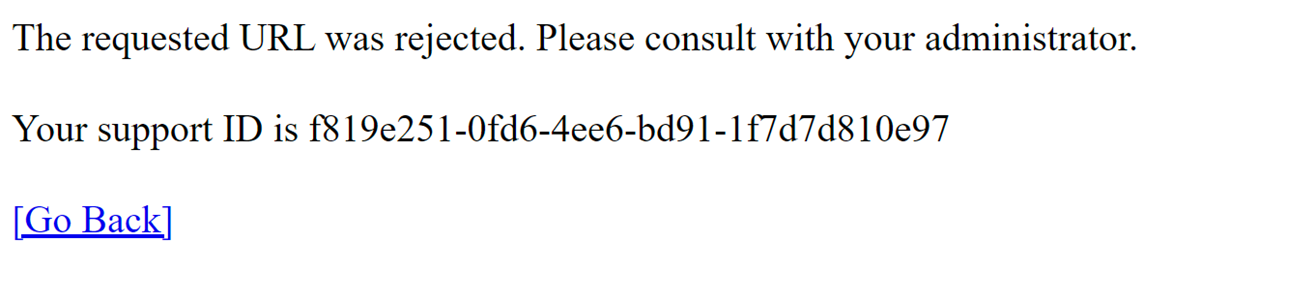 The requested URL was rejected. Please consult with your administrator.
Your support ID is f819e251-0fd6-4ee6-bd91-1f7d7d810e97
[Go Back]